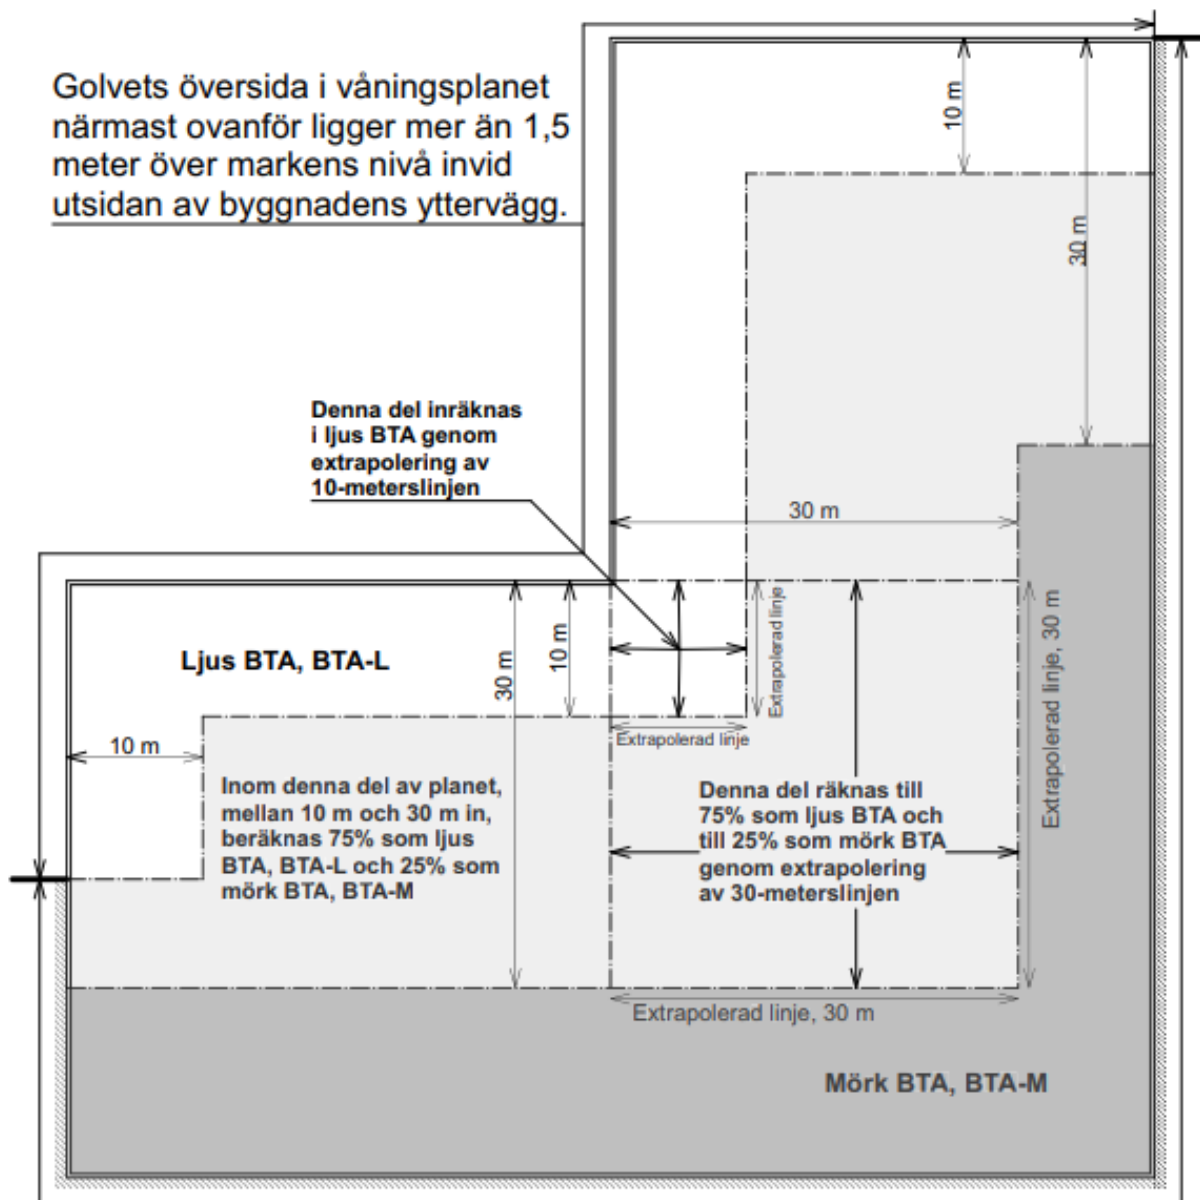 Golvets översida i våningsplanet
närmast ovanför ligger mer än 1,5
meter över markens nivå invid
utsidan av byggnadens yttervägg.
10 m
30 m
Denna del inräknas
i ljus BTA genom
extrapolering av
10-meterslinjen
30 m
Ljus BTA, BTA-L
30 m
10 m
Extrapolerad linje
Extrapolerad linje, 30 m
Extrapolerad linje
10 m
Inom denna del av planet,
mellan 10 m och 30 m in,
beräknas 75% som ljus
BTA, BTA-L och 25% som
mörk BTA, BTA-M
Denna del räknas till
75% som ljus BTA och
till 25% som mörk BTA
genom extrapolering
av 30-meterslinjen
Extrapolerad linje, 30 m
Mörk BTA, BTA-M